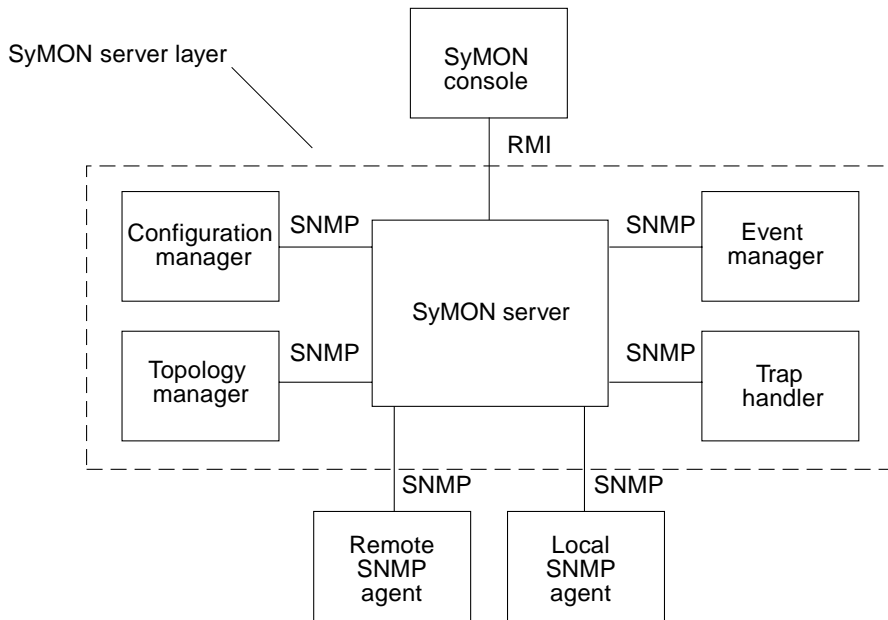 SyMON server layer
SyMON
console
RMI
Configuration
manager
SNMP
SNMP
Event
manager
SyMON server
Topology
manager
SNMP
SNMP
Trap
handler
SNMP
SNMP
Remote
SNMP
agent
Local
SNMP
agent